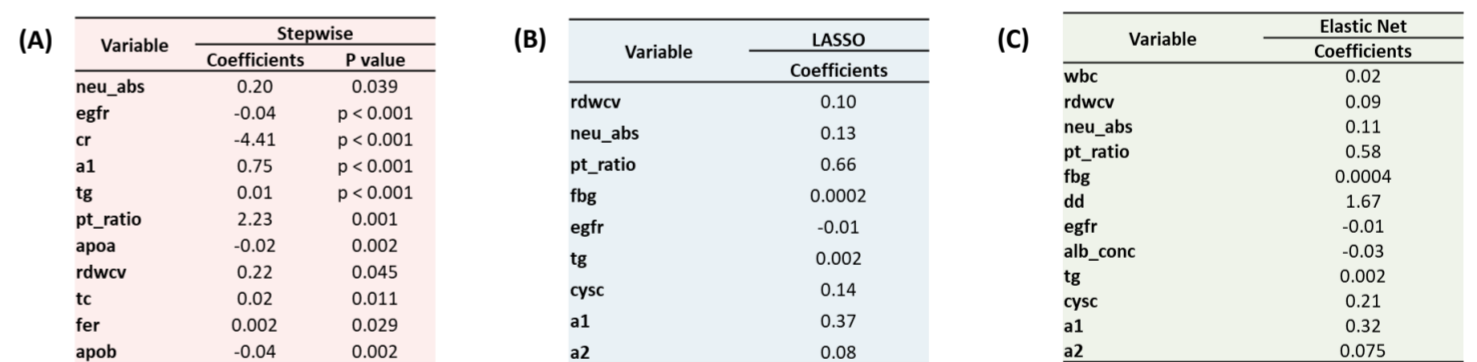 (A)
Variable Stepwise
Coefficients P value
neu_abs 0.20 0.039
egfr -0.04 p < 0.001
cr -4.41 p < 0.001
a1 0.75 p < 0.001
tg 0.01 p < 0.001
pt_ratio 2.23 0.001
apoa -0.02 0.002
rdwcv 0.22 0.045
tc 0.02 0.011
fer 0.002 0.029
apob -0.04 0.002
(B)
Variable LASSO
Coefficients
rdwcv 0.10
neu_abs 0.13
pt_ratio 0.66
fbg 0.0002
egfr -0.01
tg 0.002
cysc 0.14
a1 0.37
a2 0.08
(C)
Variable Elastic Net
Coefficients
wbc 0.02
rdwcv 0.09
neu_abs 0.11
pt_ratio 0.58
fbg 0.0004
dd 1.67
egfr -0.01
alb_conc -0.03
tg 0.002
cysc 0.21
a1 0.32
a2 0.075